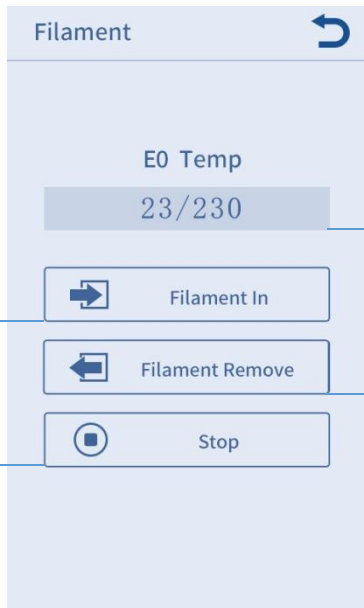 Filament
E0 Temp
23/230
Filament In
Filament Remove
Stop